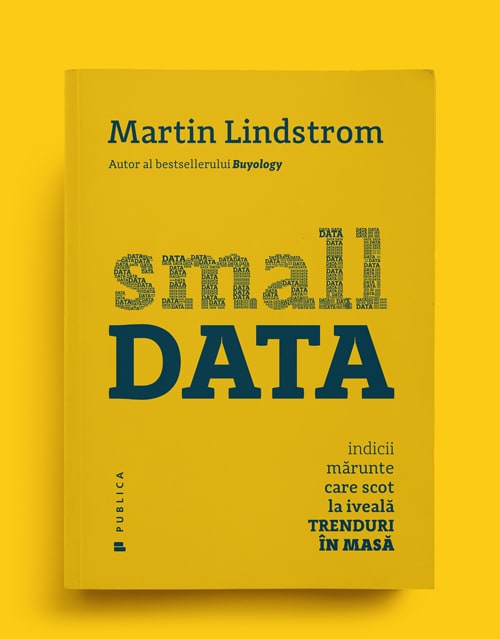 Martin Lindstrom
Autor al bestsellerului Buyology
small
DATA
indicii
mărunte
care scot
la iveală
TRENDURI
ÎN MASĂ
PUBLICA